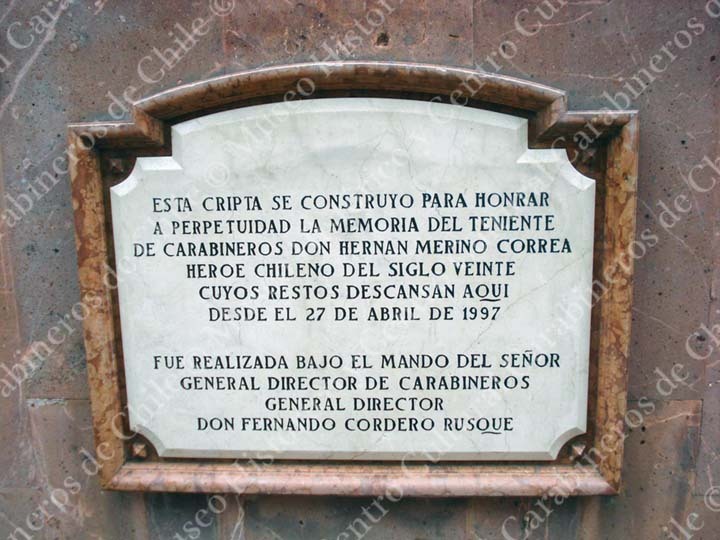 ESTA CRIPTA SE CONSTRUYO PARA HONRAR
A PERPETUIDAD LA MEMORIA DEL TENIENTE
DE CARABINEROS DON HERNAN MERINO CORREA
HEROE CHILENO DEL SIGLO VEINTE
CUYOS RESTOS DESCANSAN AQUI
DESDE EL 27 DE ABRIL DE 1997
FUE REALIZADA BAJO EL MANDO DEL SEÑOR
GENERAL DIRECTOR DE CARABINEROS
GENERAL DIRECTOR
DON FERNANDO CORDERO RUSQUE